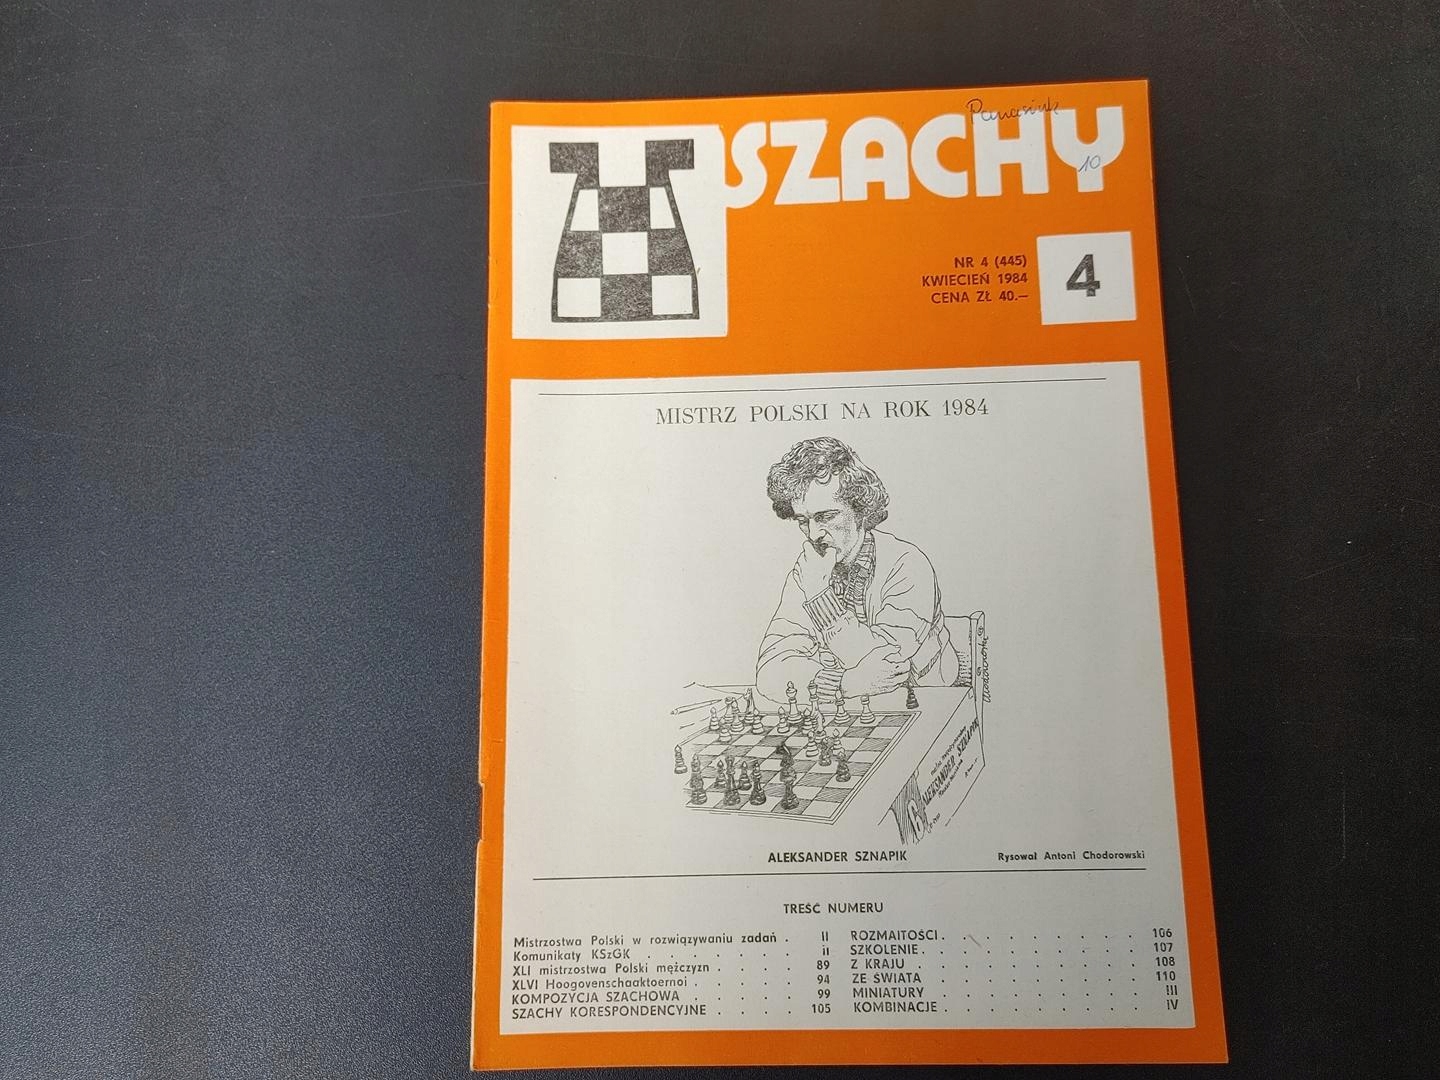 Panasiuk
SZACHY
10
NR 4 (445)
KWIECIEŃ 1984
CENA ZŁ 40.—
4
MISTRZ POLSKI NA ROK 1984
Chodorowski
ALEKSANDER SZNAPIK
ALEKSANDER SZNAPIK
Rysował Antoni Chodorowski
TREŚĆ NUMERU
Mistrzostwa Polski w rozwiązywaniu zadań . II
Komunikaty KSzGK . . . . . . . II
XLI mistrzostwa Polski mężczyzn . . . . 89
XLVI Hoogovenschaaktoernoi . . . . . 94
KOMPOZYCJA SZACHOWA . . . . . 99
SZACHY KORESPONDENCYJNE . . . . 105
ROZMAITOŚCI . . . . . . . . . 106
SZKOLENIE . . . . . . . . . . 107
Z KRAJU . . . . . . . . . . 108
ZE ŚWIATA . . . . . . . . . . 110
MINIATURY . . . . . . . . . III
KOMBINACJE . . . . . . . . . IV